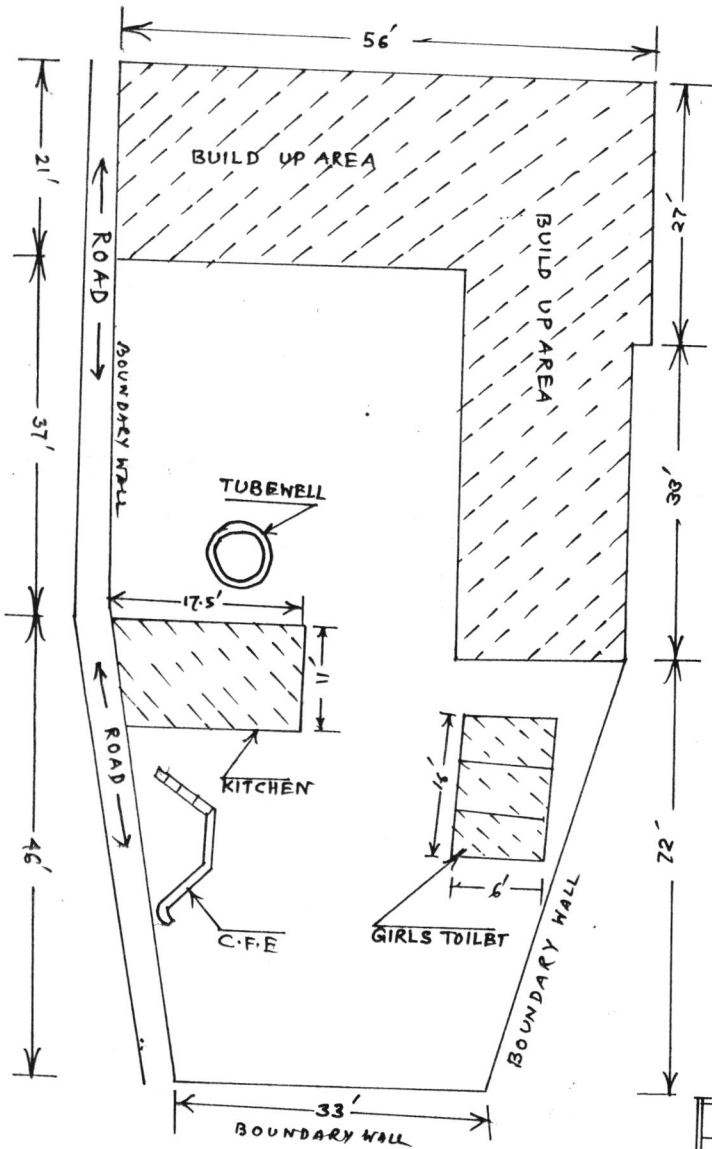 56'
21'
BUILD UP AREA
27'
ROAD
BUILD UP AREA
BOUNDARY WALL
37'
33'
TUBEWELL
17.5'
11'
ROAD
16'
KITCHEN
46'
72'
6'
C.F.E
GIRLS TOILET
BOUNDARY WALL
33'
BOUNDARY WALL